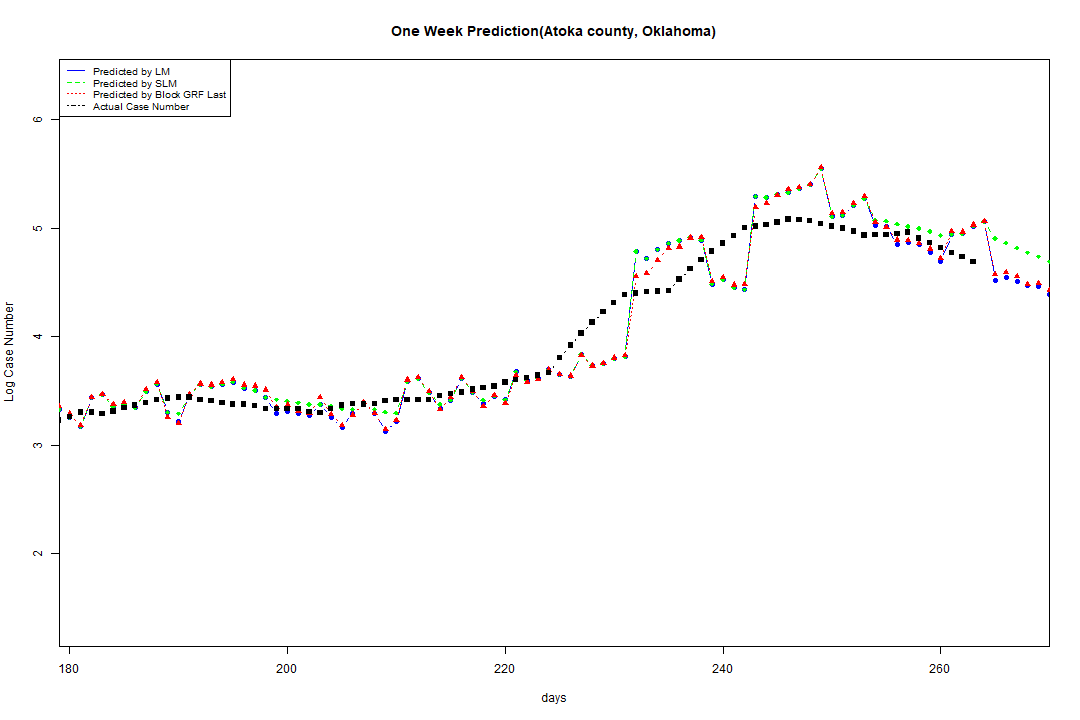 One Week Prediction(Atoka county, Oklahoma)
Predicted by LM
Predicted by SLM
Predicted by Block GRF Last
Actual Case Number
6
5
4
3
2
Log Case Number
180 200 220 240 260
days